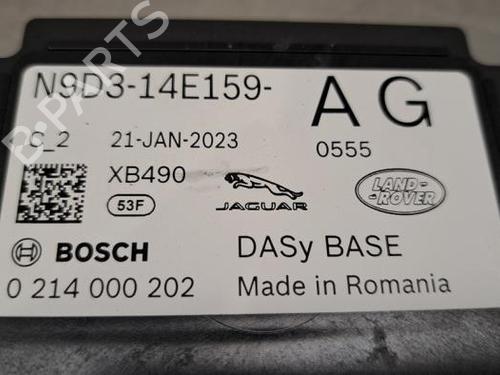 N9D3-14E159- A G
C_2 21-JAN-2023 0555
XB490
53F
JAGUAR
LAND-
ROVER
BOSCH DASy BASE
0 214 000 202 Made in Romania